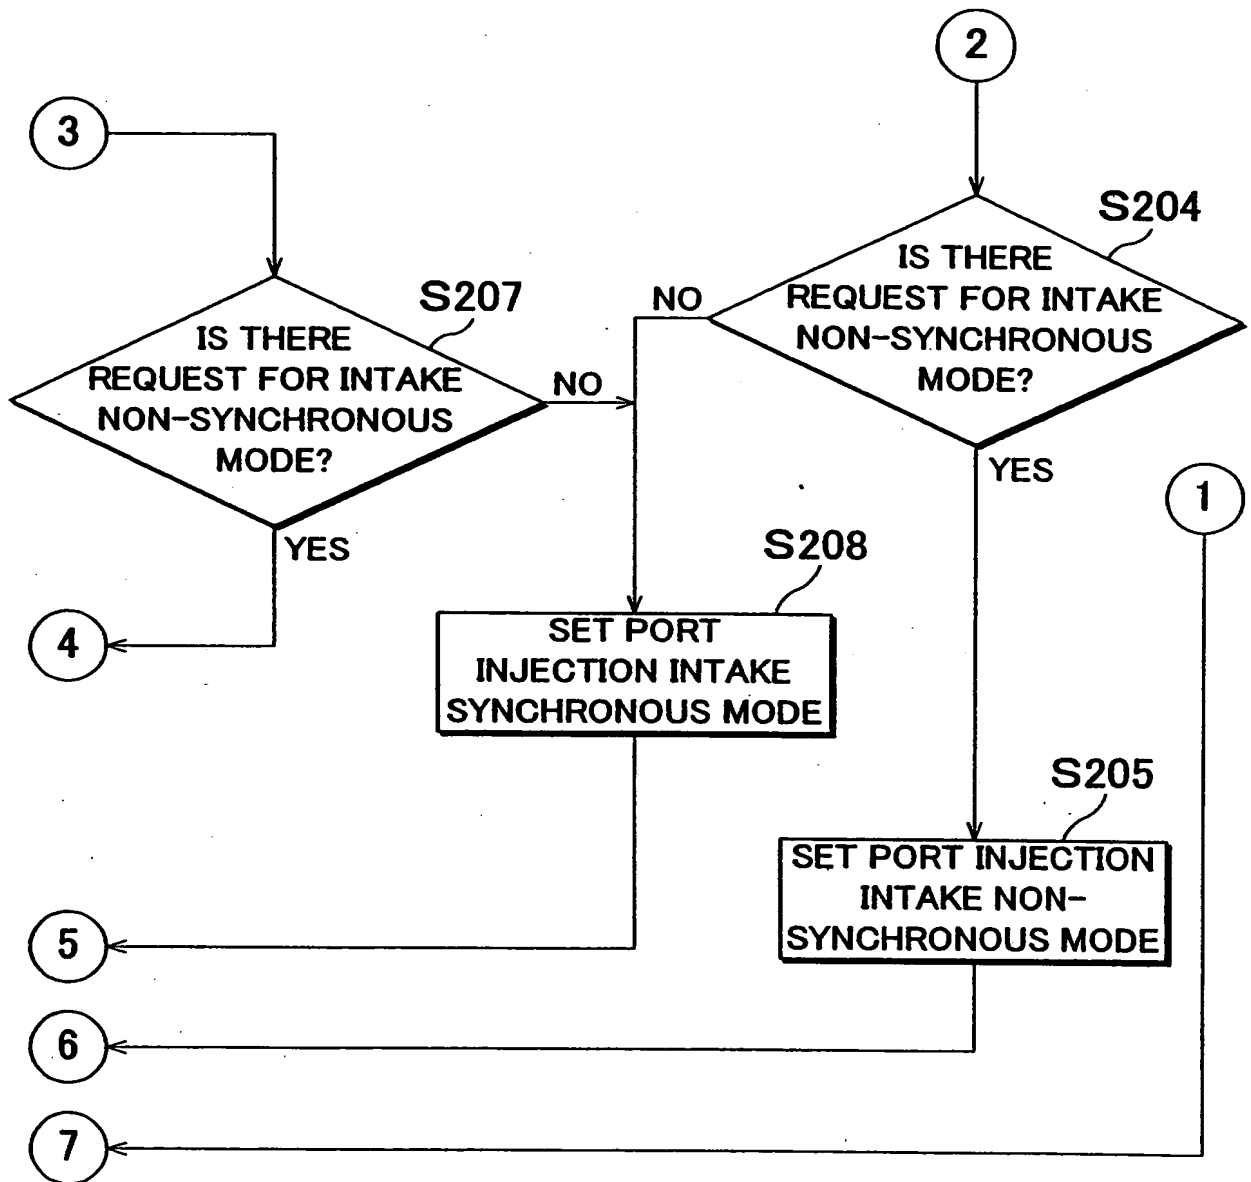 2
3
S204
IS THERE
REQUEST FOR INTAKE
NON-SYNCHRONOUS
MODE?
NO
YES
S207
IS THERE
REQUEST FOR INTAKE
NON-SYNCHRONOUS
MODE?
NO
YES
1
S208
SET PORT
INJECTION INTAKE
SYNCHRONOUS MODE
4
S205
SET PORT INJECTION
INTAKE NON-
SYNCHRONOUS MODE
5
6
7